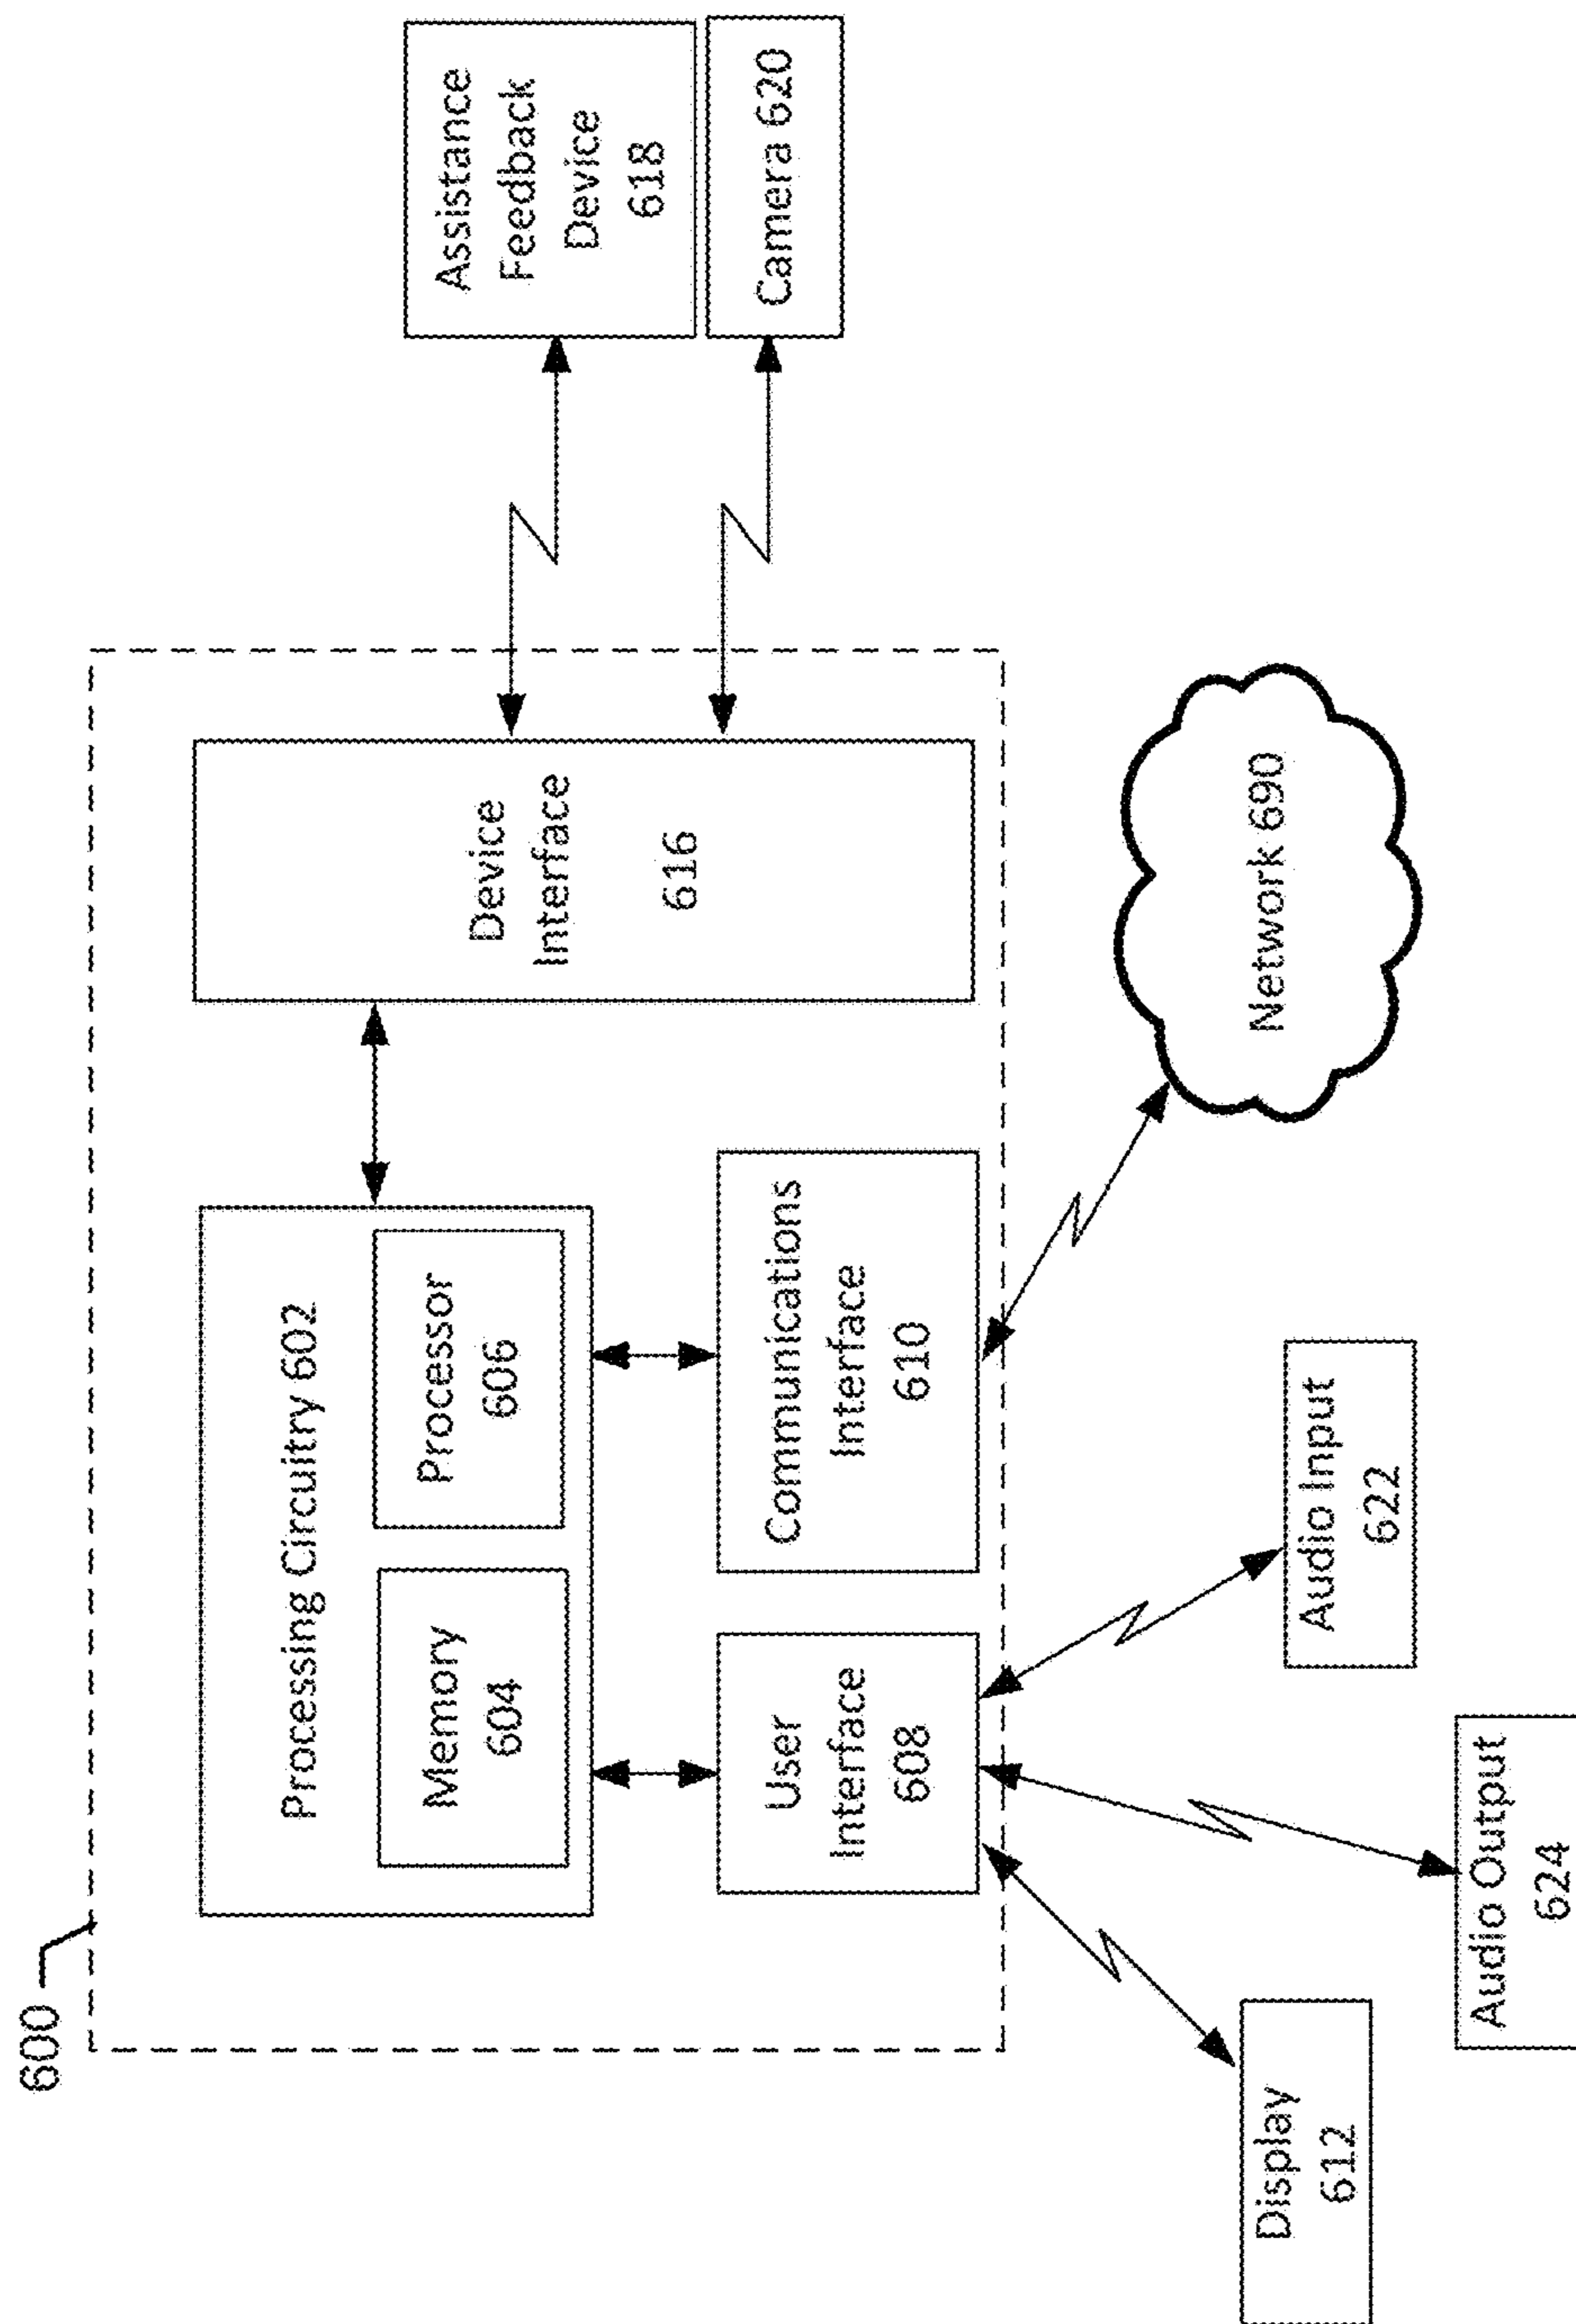 600
Processing Circuitry 602
Memory
604
Processor
606
Device
Interface
616
Assistance
Feedback
Device
618
Camera 620
User
Interface
608
Communications
Interface
610
Display
612
Audio Output
624
Audio Input
622
Network 690